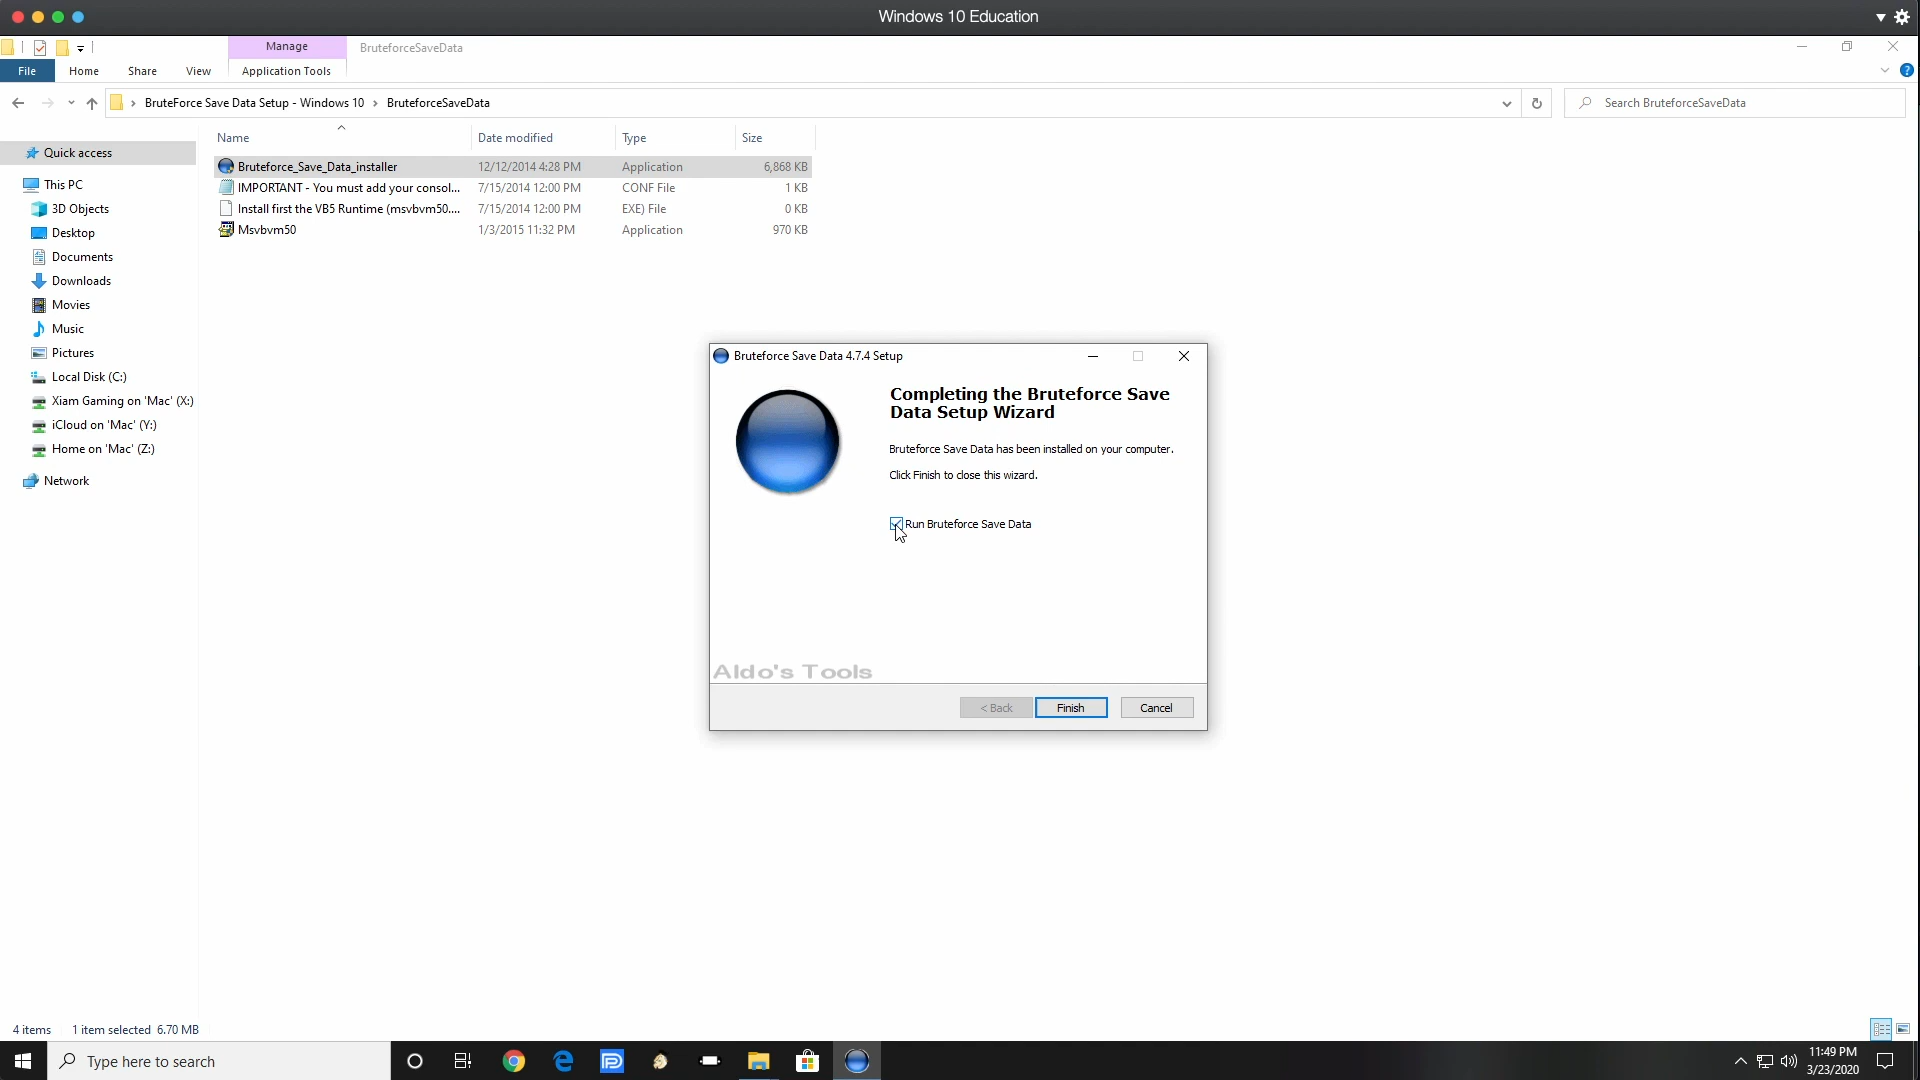 Windows 10 Education
Manage
BruteforceSaveData
File
Home
Share
View
Application Tools
BruteForce Save Data Setup - Windows 10 > BruteforceSaveData
Search BruteforceSaveData
Name
Date modified
Type
Size
Bruteforce_Save_Data_installer 12/12/2014 4:28 PM Application 6,868 KB
IMPORTANT - You must add your consol... 7/15/2014 12:00 PM CONF File 1 KB
Install first the VB5 Runtime (msvbvm50.... 7/15/2014 12:00 PM EXE) File 0 KB
Msvbvm50 1/3/2015 11:32 PM Application 970 KB
Quick access
This PC
3D Objects
Desktop
Documents
Downloads
Movies
Music
Pictures
Local Disk (C:)
Xiam Gaming on 'Mac' (X:)
iCloud on 'Mac' (Y:)
Home on 'Mac' (Z:)
Network
Bruteforce Save Data 4.7.4 Setup
Completing the Bruteforce Save
Data Setup Wizard
Bruteforce Save Data has been installed on your computer.
Click Finish to close this wizard.
Run Bruteforce Save Data
Aldo's Tools
< Back
Finish
Cancel
4 items
1 item selected 6.70 MB
Type here to search
11:49 PM
3/23/2020